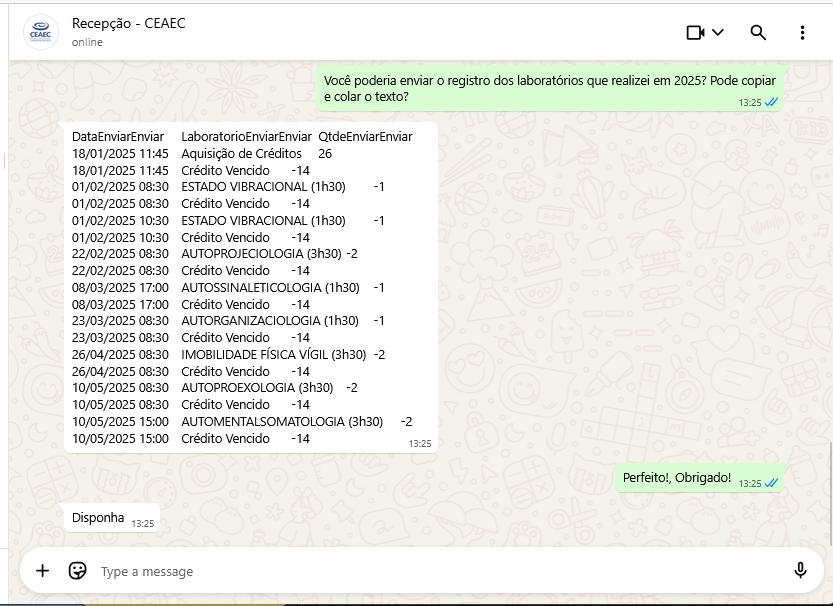 Recepção - CEAEC
CEAEC
online
Você poderia enviar o registro dos laboratórios que realizei em 2025? Pode copiar
e colar o texto?
13:25
DataEnviarEnviar LaboratorioEnviarEnviar QtdeEnviarEnviar
18/01/2025 11:45 Aquisição de Créditos 26
18/01/2025 11:45 Crédito Vencido -14
01/02/2025 08:30 ESTADO VIBRACIONAL (1h30) -1
01/02/2025 08:30 Crédito Vencido -14
01/02/2025 10:30 ESTADO VIBRACIONAL (1h30) -1
01/02/2025 10:30 Crédito Vencido -14
22/02/2025 08:30 AUTOPROJECIOLOGIA (3h30) -2
22/02/2025 08:30 Crédito Vencido -14
08/03/2025 17:00 AUTOSSINALETICOLOGIA (1h30) -1
08/03/2025 17:00 Crédito Vencido -14
23/03/2025 08:30 AUTORGANIZACIOLOGIA (1h30) -1
23/03/2025 08:30 Crédito Vencido -14
26/04/2025 08:30 IMOBILIDADE FÍSICA VÍGIL (3h30) -2
26/04/2025 08:30 Crédito Vencido -14
10/05/2025 08:30 AUTOPROEXOLOGIA (3h30) -2
10/05/2025 08:30 Crédito Vencido -14
10/05/2025 15:00 AUTOMENTALSOMATOLOGIA (3h30) -2
10/05/2025 15:00 Crédito Vencido -14
13:25
Perfeito!, Obrigado! 13:25
Disponha 13:25
Type a message